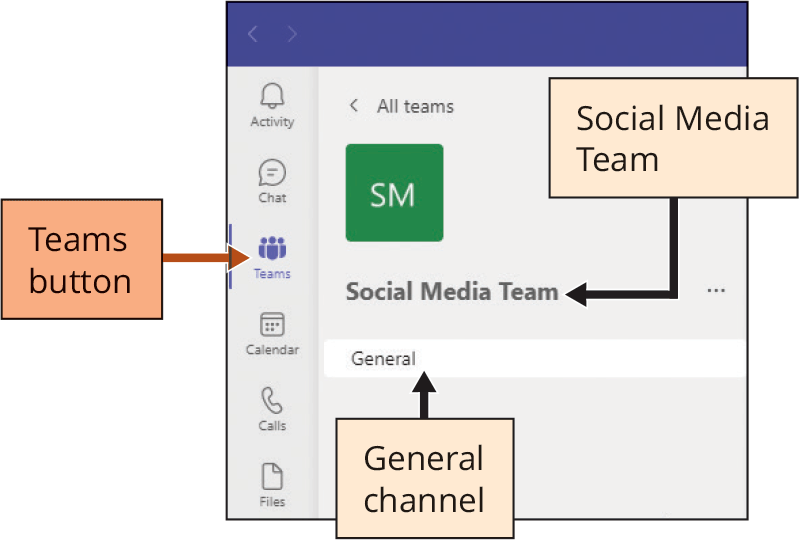 Activity
Chat
Teams
Calendar
Calls
Files
All teams
SM
Social Media Team
...
General
Social Media
Team
Teams
button
General
channel